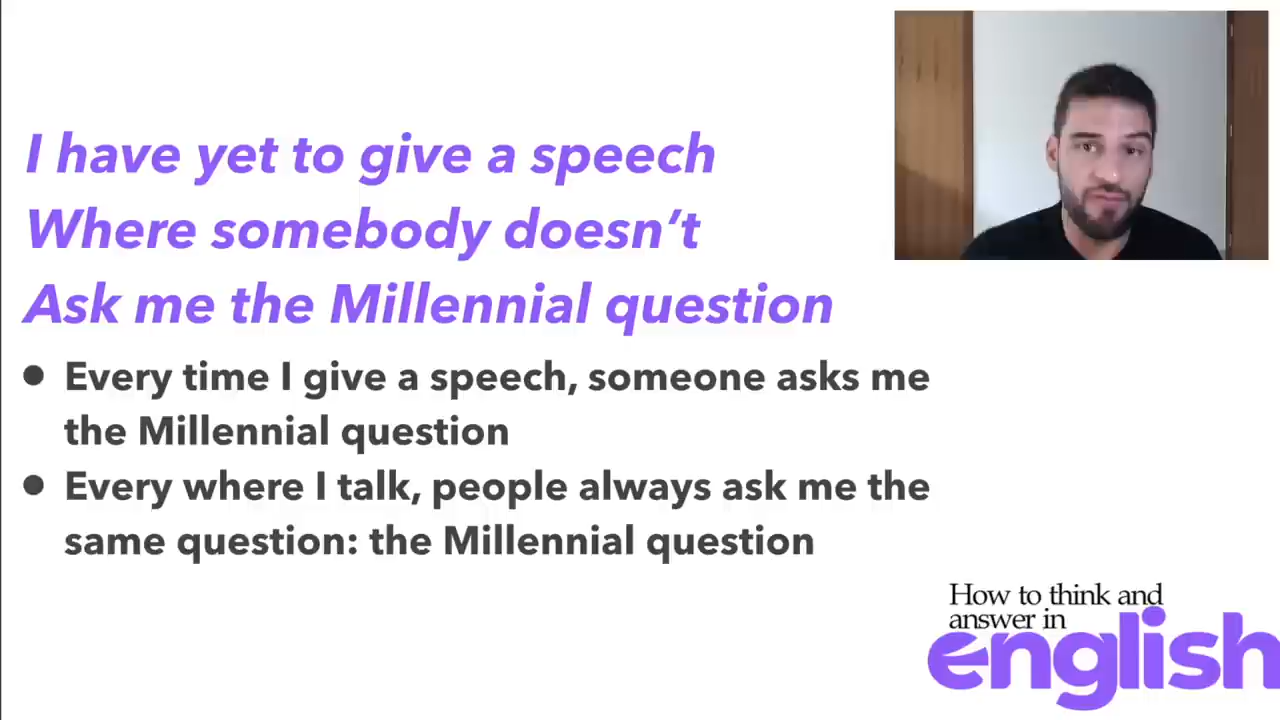 I have yet to give a speech
Where somebody doesn’t
Ask me the Millennial question
• Every time I give a speech, someone asks me
the Millennial question
• Every where I talk, people always ask me the
same question: the Millennial question
How to think and
answer in
english